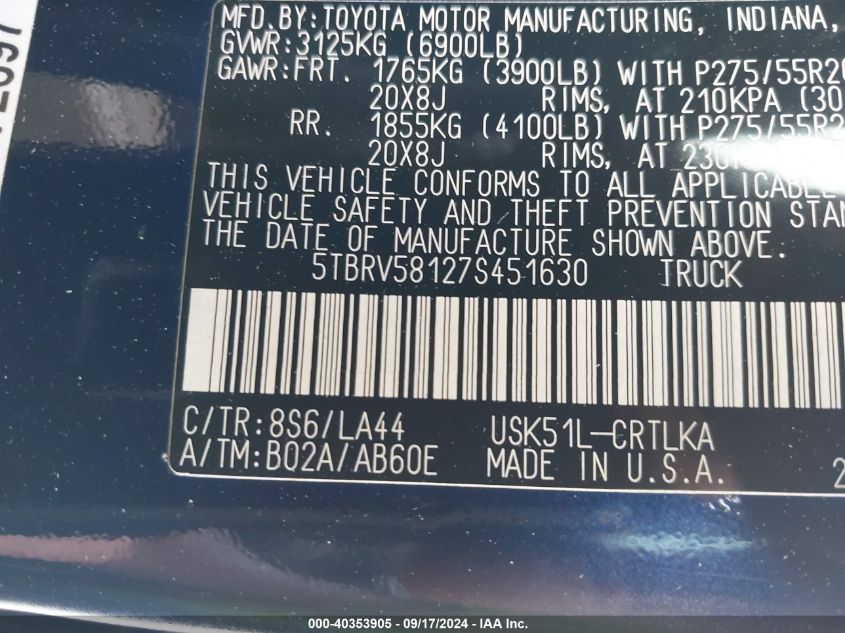 MFD.BY:TOYOTA MOTOR MANUFACTURING, INDIANA,
GVWR:3125KG (6900LB)
GAWR:FRT. 1765KG (3900LB) WITH P275/55R20
20X8J RIMS, AT 210KPA (30
RR. 1855KG (4100LB) WITH P275/55R2
20X8J RIMS, AT
THIS VEHICLE CONFORMS TO ALL APPLICABLE
VEHICLE SAFETY AND THEFT PREVENTION STAN
THE DATE OF MANUFACTURE SHOWN ABOVE.
5TBRV58127S451630 TRUCK
C/TR:8S6/LA44 USK51L-CRTLKA
A/TM:B02A/AB60E MADE IN U.S.A.
000-40353905 - 09/17/2024 - IAA Inc.